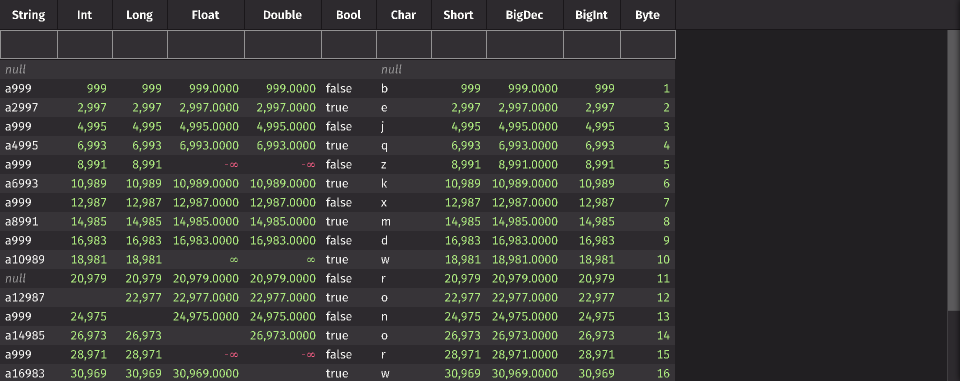 String Int Long Float Double Bool Char Short BigDec BigInt Byte
null null
a999 999 999 999.0000 999.0000 false b 999 999.0000 999 1
a2997 2,997 2,997 2,997.0000 2,997.0000 true e 2,997 2,997.0000 2,997 2
a999 4,995 4,995 4,995.0000 4,995.0000 false j 4,995 4,995.0000 4,995 3
a4995 6,993 6,993 6,993.0000 6,993.0000 true q 6,993 6,993.0000 6,993 4
a999 8,991 8,991 -∞ -∞ false z 8,991 8,991.0000 8,991 5
a6993 10,989 10,989 10,989.0000 10,989.0000 true k 10,989 10,989.0000 10,989 6
a999 12,987 12,987 12,987.0000 12,987.0000 false x 12,987 12,987.0000 12,987 7
a8991 14,985 14,985 14,985.0000 14,985.0000 true m 14,985 14,985.0000 14,985 8
a999 16,983 16,983 16,983.0000 16,983.0000 false d 16,983 16,983.0000 16,983 9
a10989 18,981 18,981 ∞ ∞ true w 18,981 18,981.0000 18,981 10
null 20,979 20,979 20,979.0000 20,979.0000 false r 20,979 20,979.0000 20,979 11
a12987 22,977 22,977.0000 22,977.0000 true o 22,977 22,977.0000 22,977 12
a999 24,975 24,975.0000 24,975.0000 false n 24,975 24,975.0000 24,975 13
a14985 26,973 26,973 26,973.0000 true o 26,973 26,973.0000 26,973 14
a999 28,971 28,971 -∞ -∞ false r 28,971 28,971.0000 28,971 15
a16983 30,969 30,969 30,969.0000 true w 30,969 30,969.0000 30,969 16